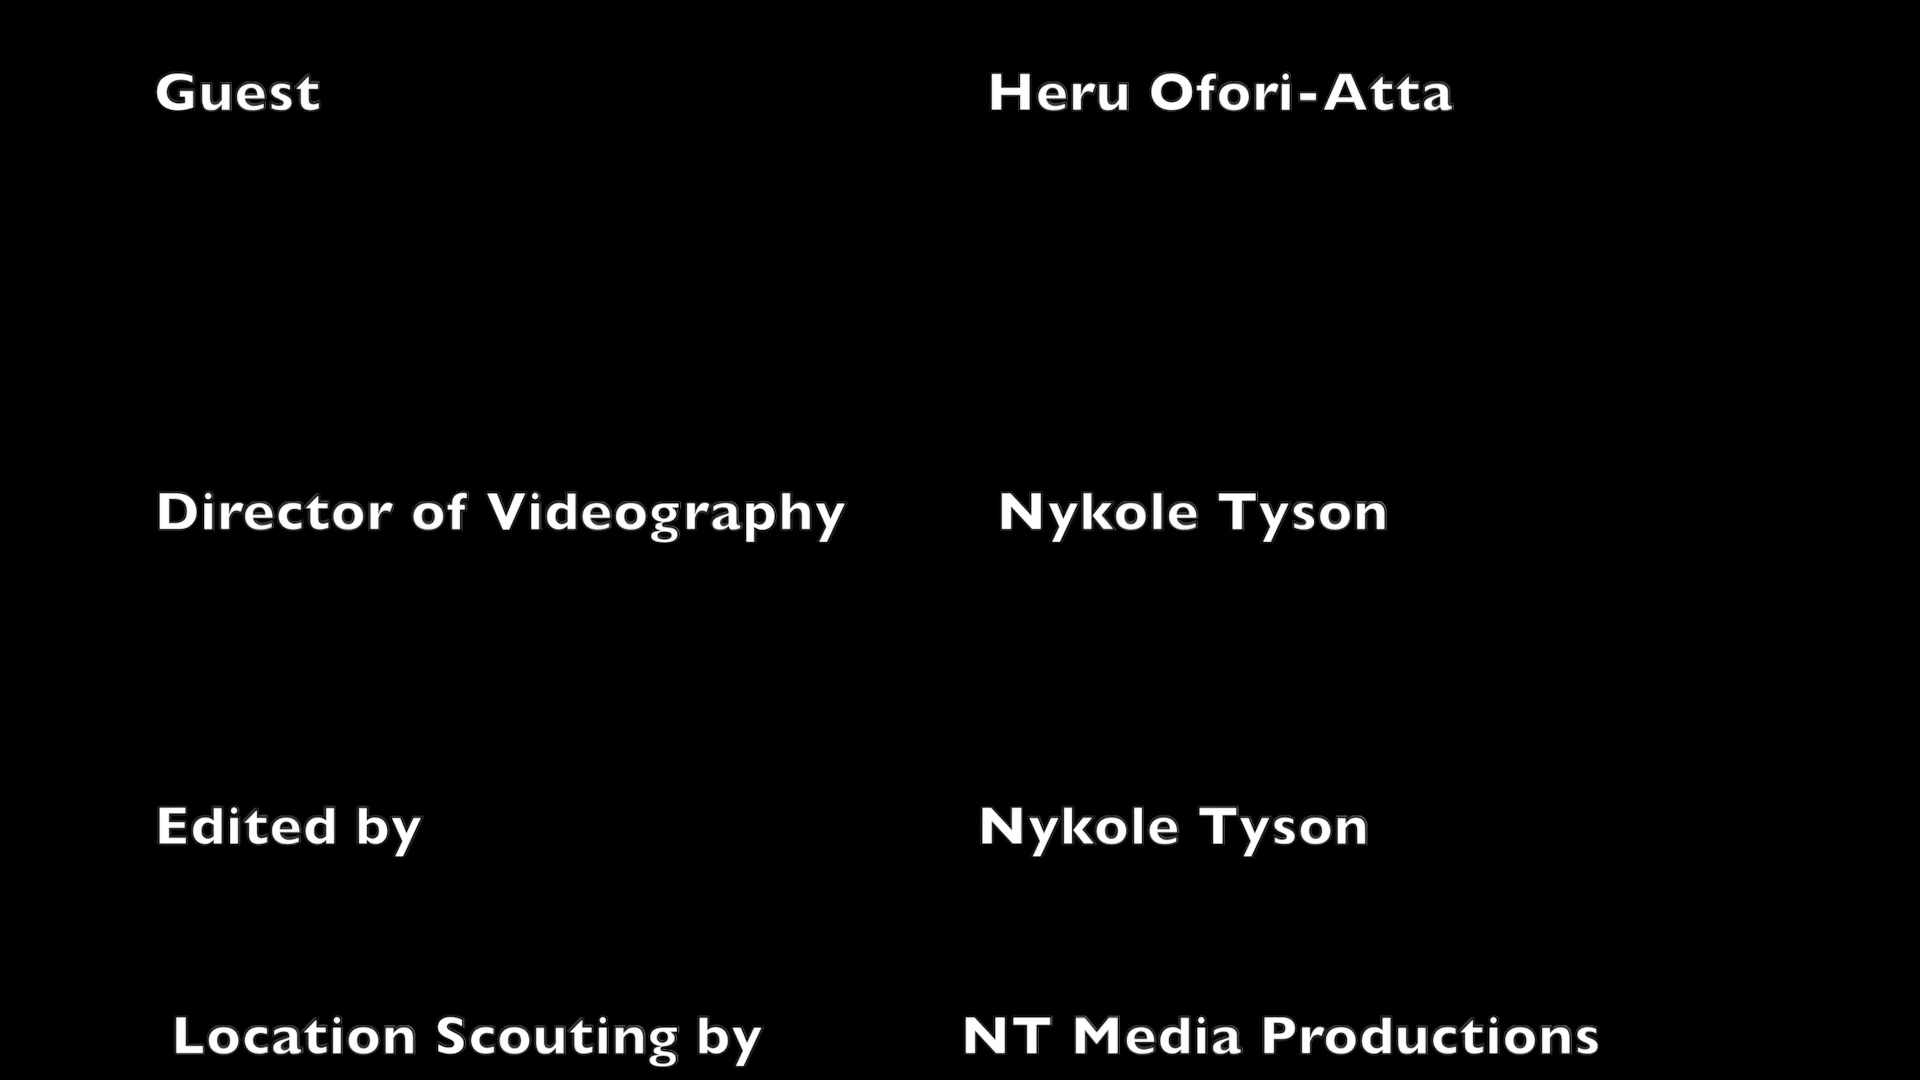 Guest Heru Ofori-Atta
Director of Videography Nykole Tyson
Edited by Nykole Tyson
Location Scouting by NT Media Productions